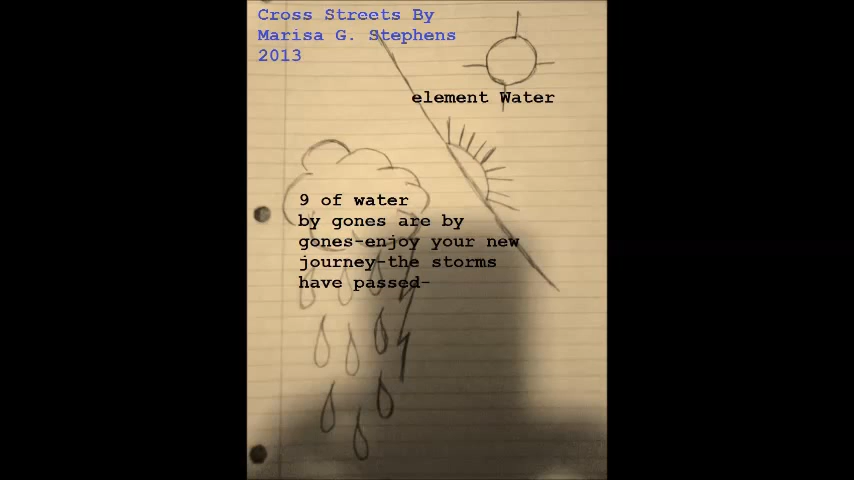 Cross Streets By
Marisa G. Stephens
2013
element Water
9 of water
by gones are by
gones-enjoy your new
journey-the storms
have passed-